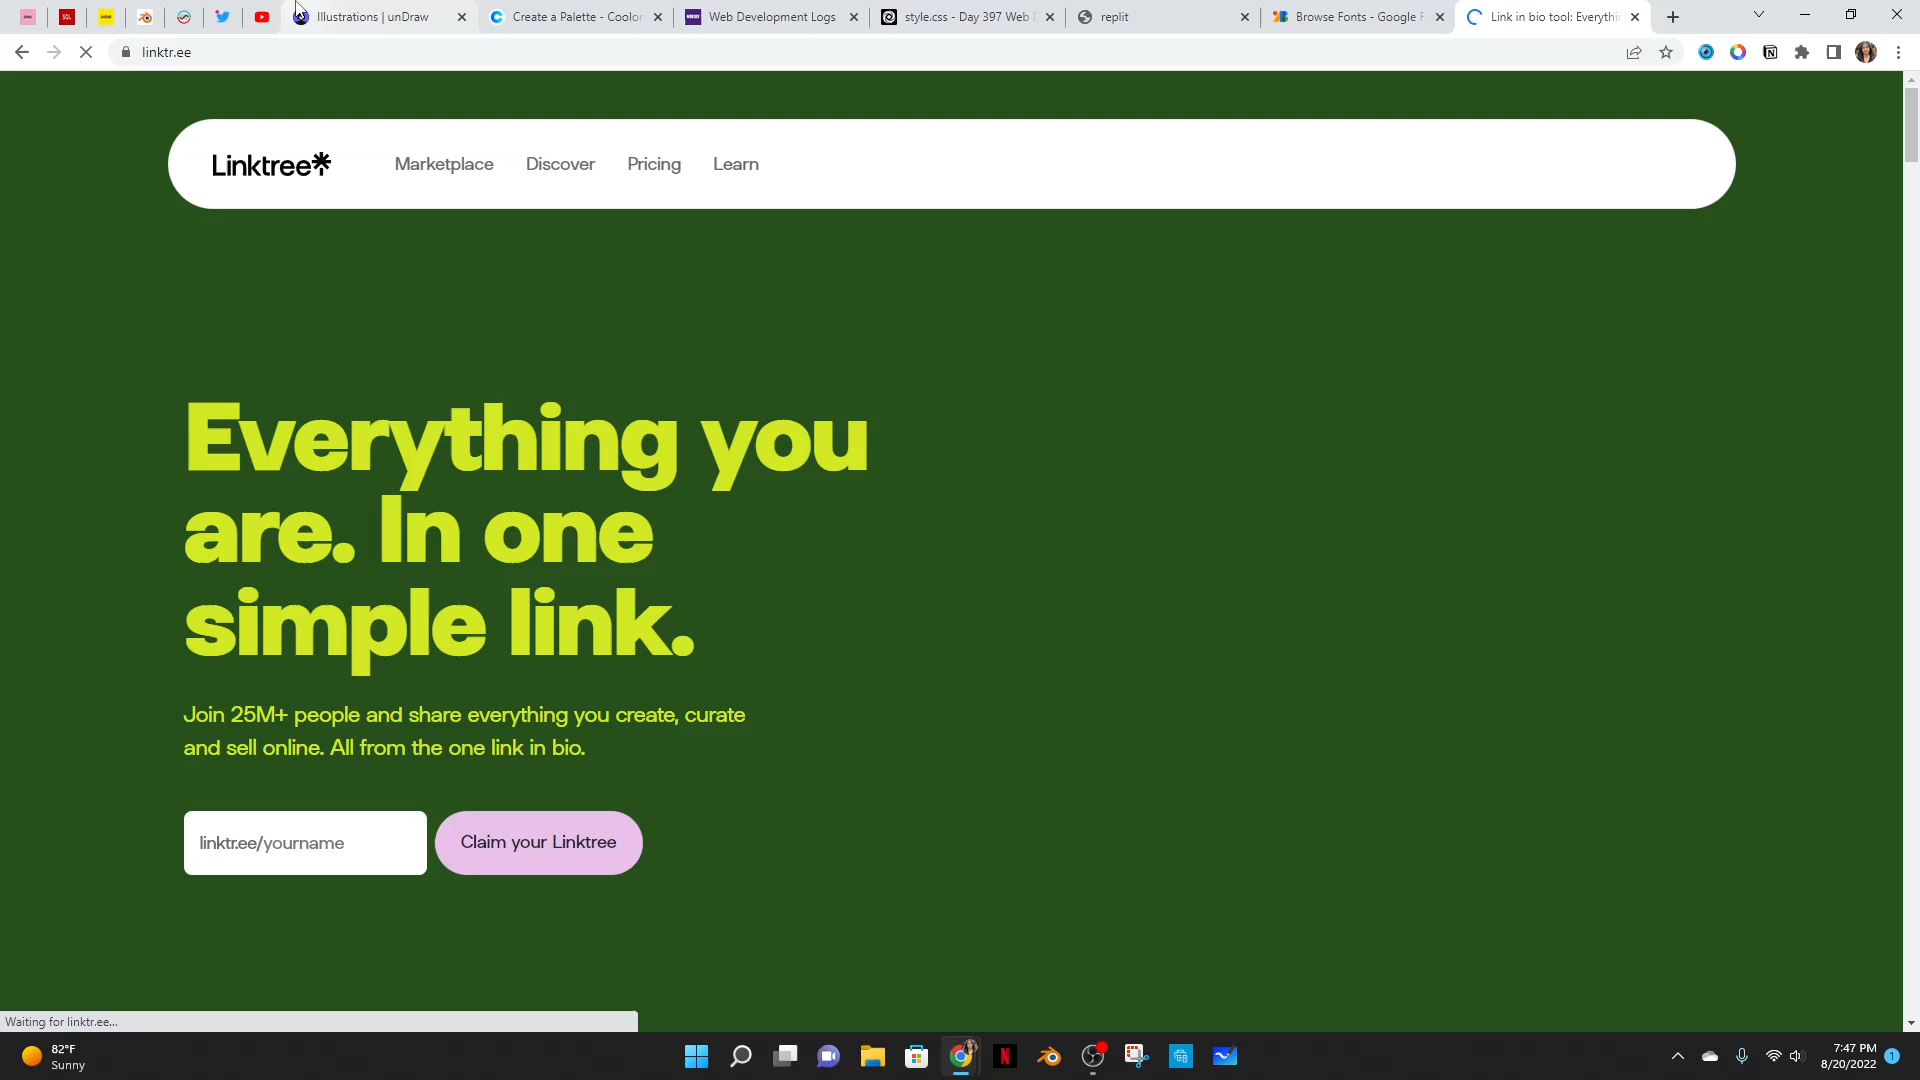 Illustrations | unDraw
Create a Palette - Coolor
Web Development Logs
style.css - Day 397 Web D
replit
Browse Fonts - Google F
Link in bio tool: Everythi
linktr.ee
Linktree
Marketplace
Discover
Pricing
Learn
Everything you
are. In one
simple link.
Join 25M+ people and share everything you create, curate
and sell online. All from the one link in bio.
linktr.ee/yourname
Claim your Linktree
Waiting for linktr.ee...
82°F
Sunny
7:47 PM
8/20/2022
1